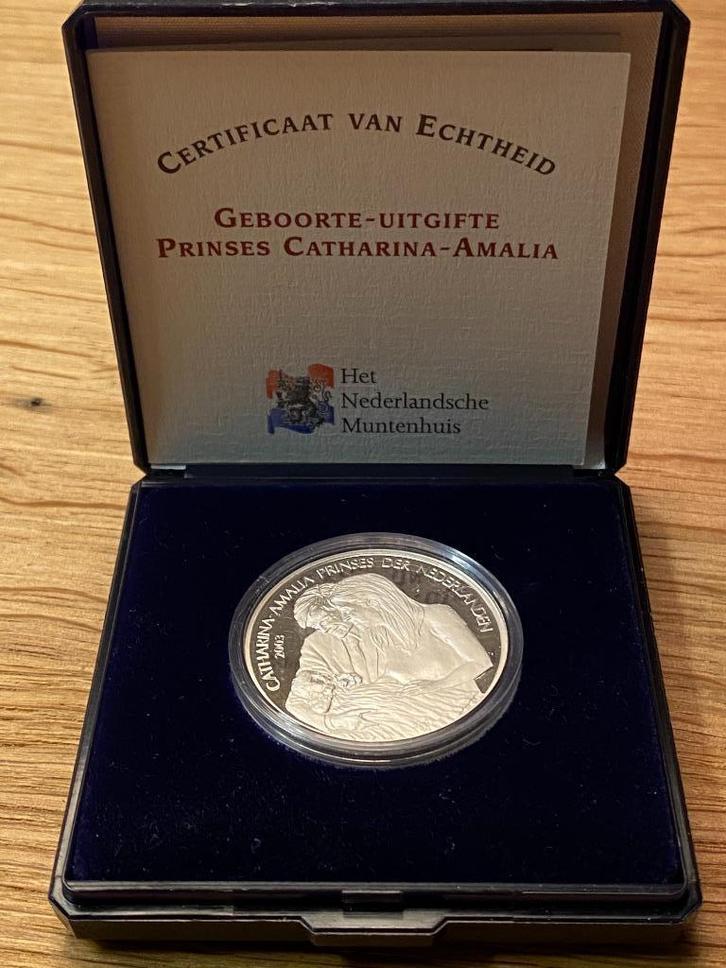 CERTIFICAAT VAN ECHTHEID
GEBOORTE-UITGIFTE
PRINSES CATHARINA-AMALIA
Het
Nederlandsche
Muntenhuis
CATHARINA-AMALIA PRINSES DER NEDERLANDEN
2003